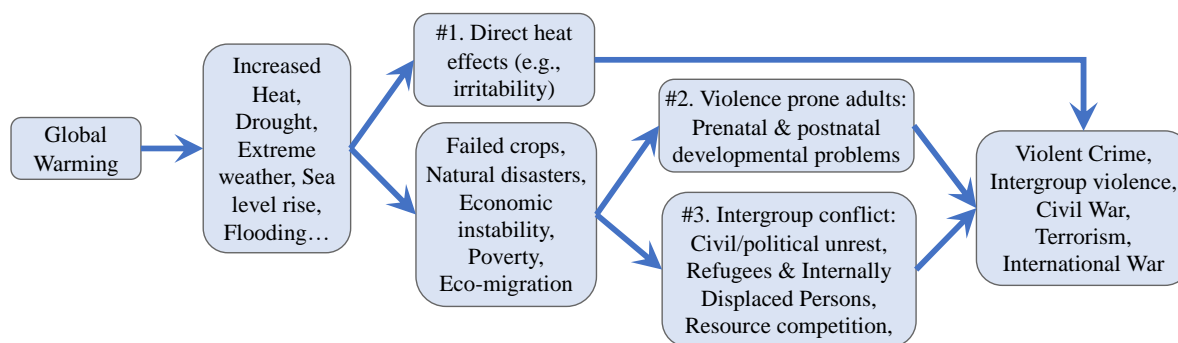 Global
Warming
Increased
Heat,
Drought,
Extreme
weather, Sea
level rise,
Flooding…
#1. Direct heat
effects (e.g.,
irritability)
Failed crops,
Natural disasters,
Economic
instability,
Poverty,
Eco-migration
#2. Violence prone adults:
Prenatal & postnatal
developmental problems
#3. Intergroup conflict:
Civil/political unrest,
Refugees & Internally
Displaced Persons,
Resource competition,
Violent Crime,
Intergroup violence,
Civil War,
Terrorism,
International War